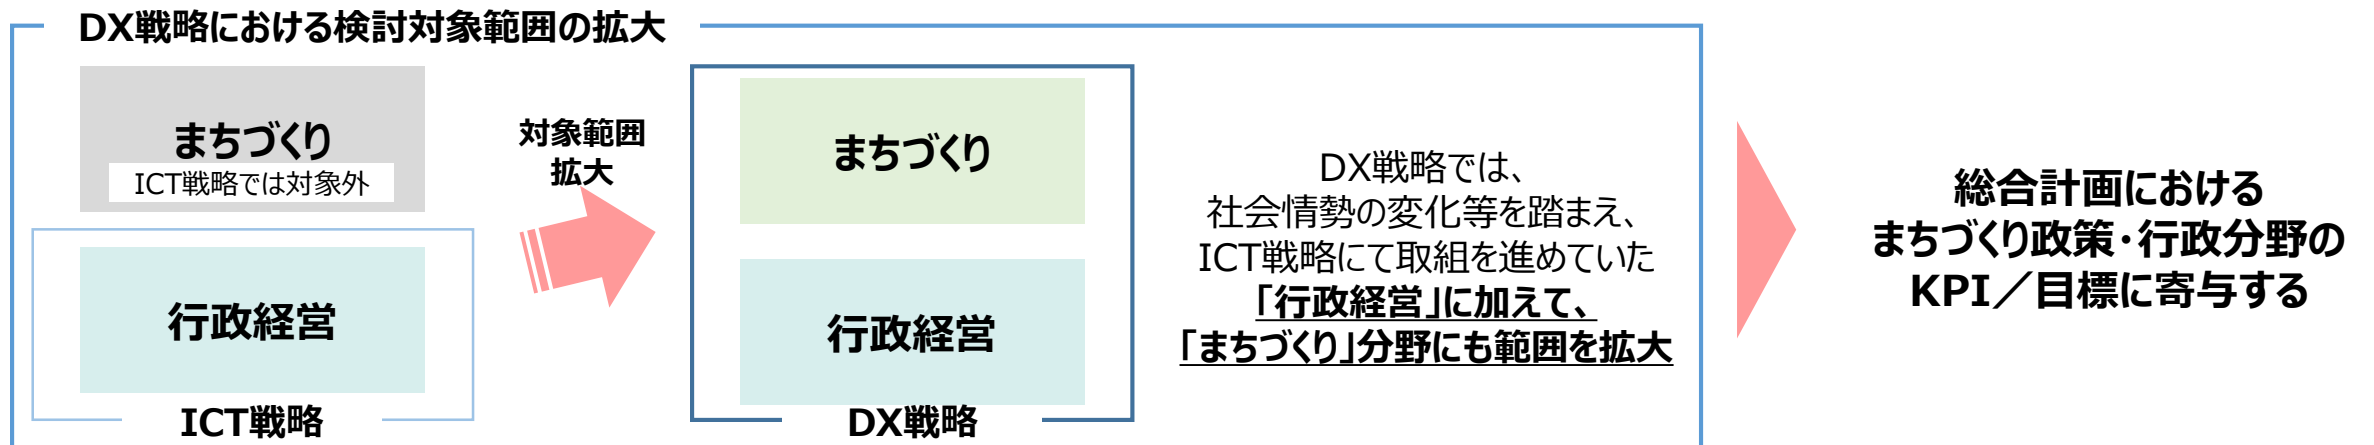 DX戦略における検討対象範囲の拡大
まちづくり
ICT戦略では対象外
行政経営
ICT戦略
対象範囲
拡大
まちづくり
行政経営
DX戦略
DX戦略では、
社会情勢の変化等を踏まえ、
ICT戦略にて取組を進めていた
「行政経営」に加えて、
「まちづくり」分野にも範囲を拡大
総合計画における
まちづくり政策・行政分野の
KPI／目標に寄与する